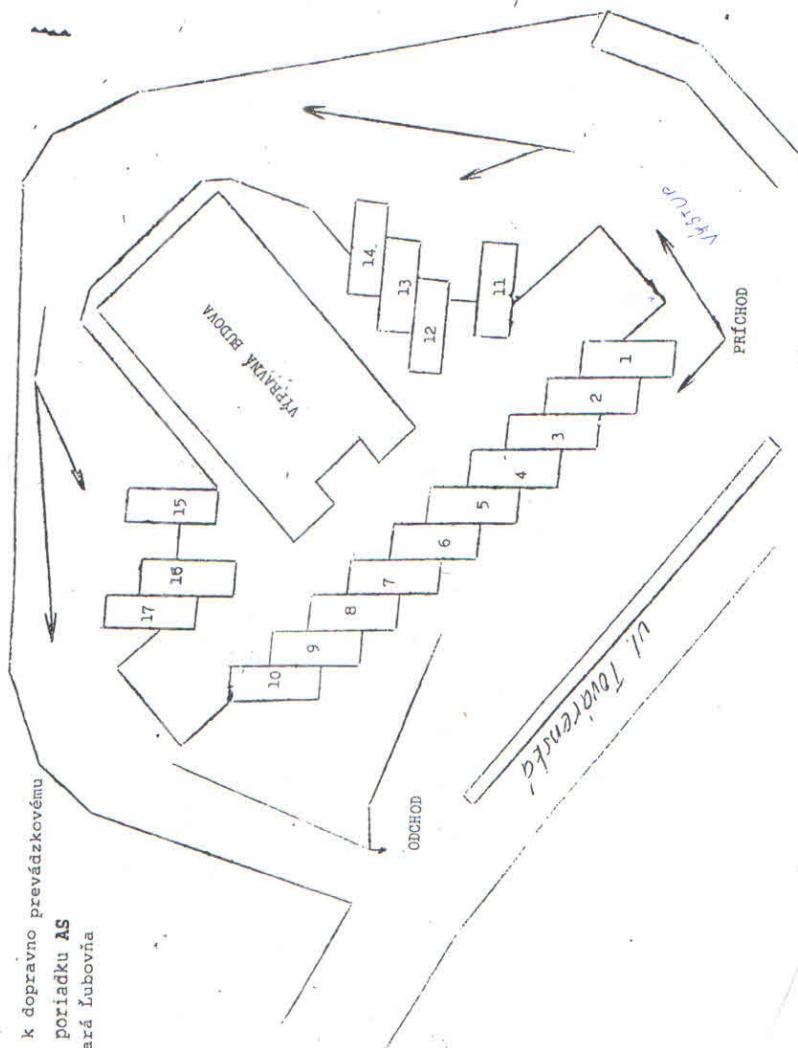 k dopravno prevádzkovému
poriadku AS
ará Ľubovňa
VÝPRAVNÁ BUDOVA
17
16
15
14
13
12
11
10
9
8
7
6
5
4
3
2
1
VÝSTUP
PRÍCHOD
ODCHOD
ul. Továrenská